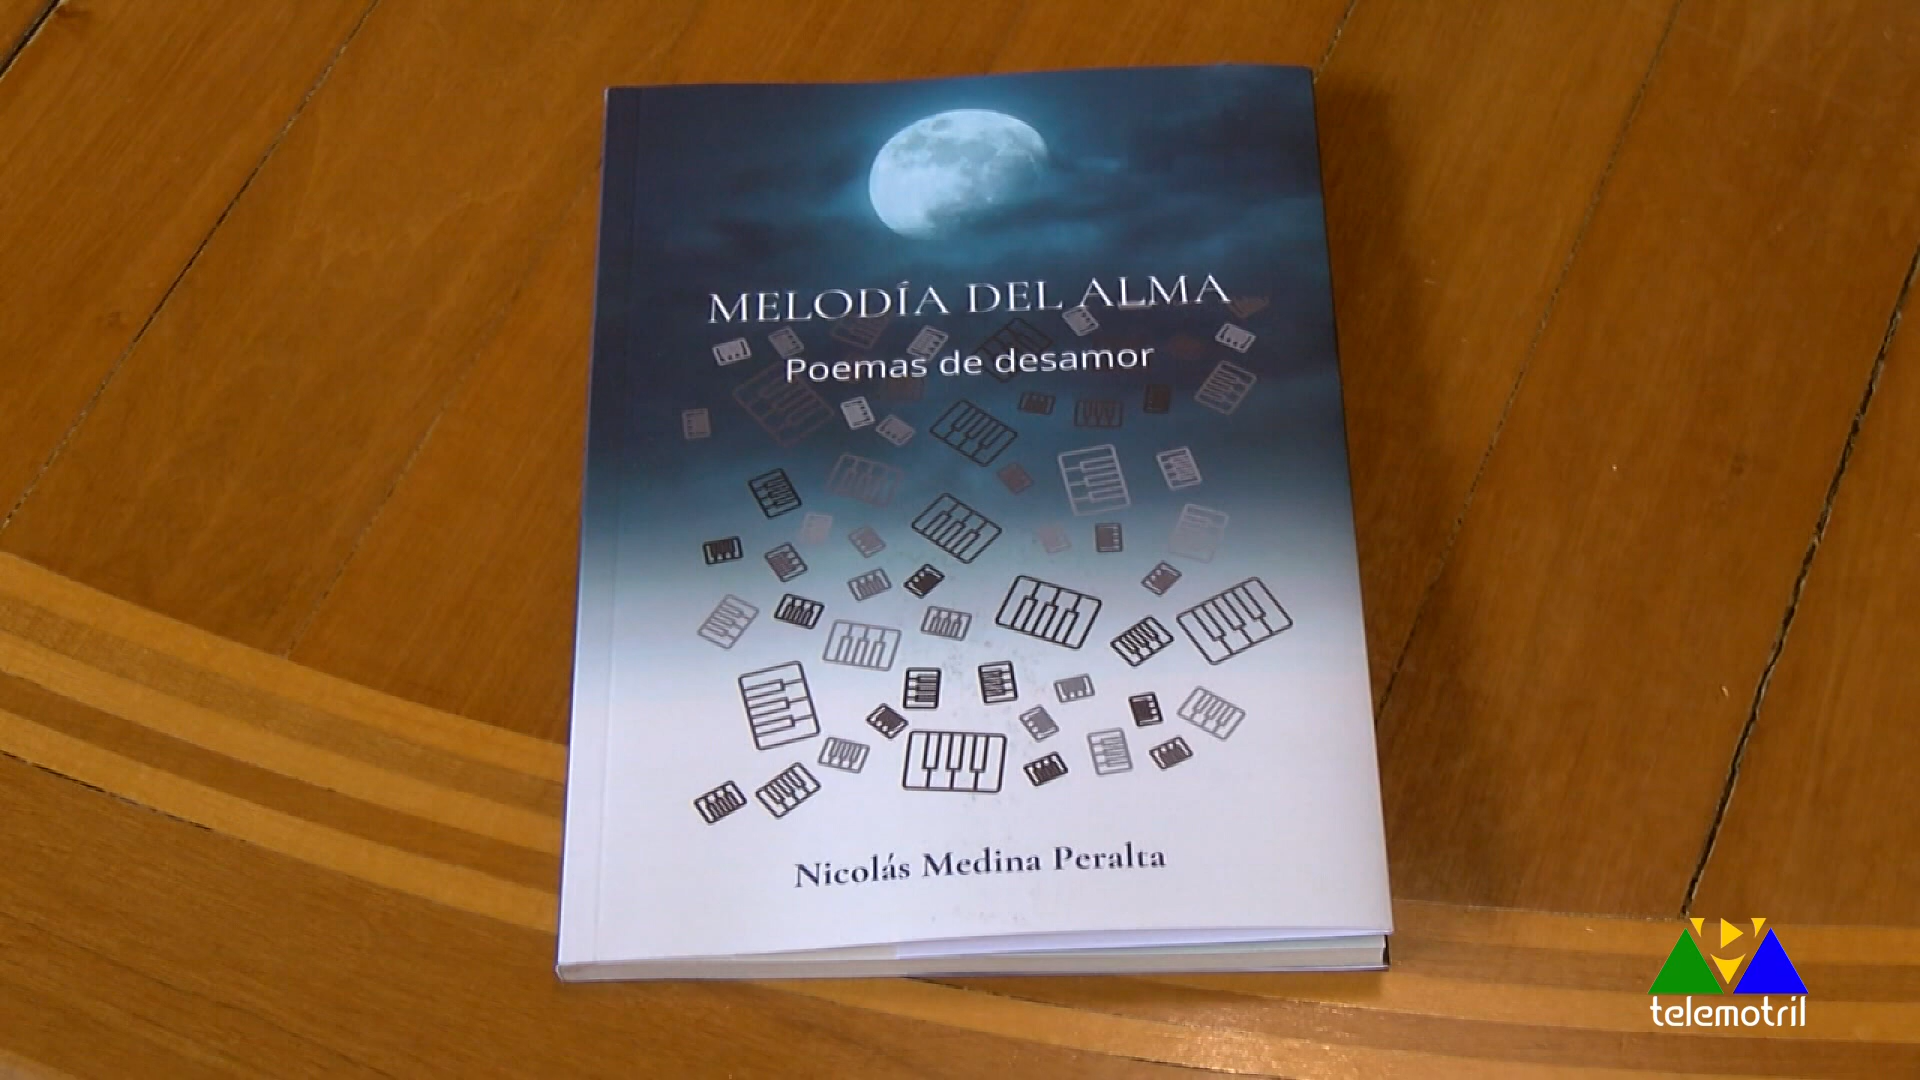 MELODÍA DEL ALMA
Poemas de desamor
Nicolás Medina Peralta
telemotril